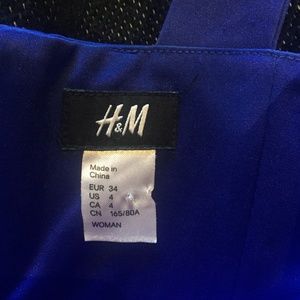 H&M
Made in
China
EUR 34
US 4
CA 4
CN 165/80A
WOMAN